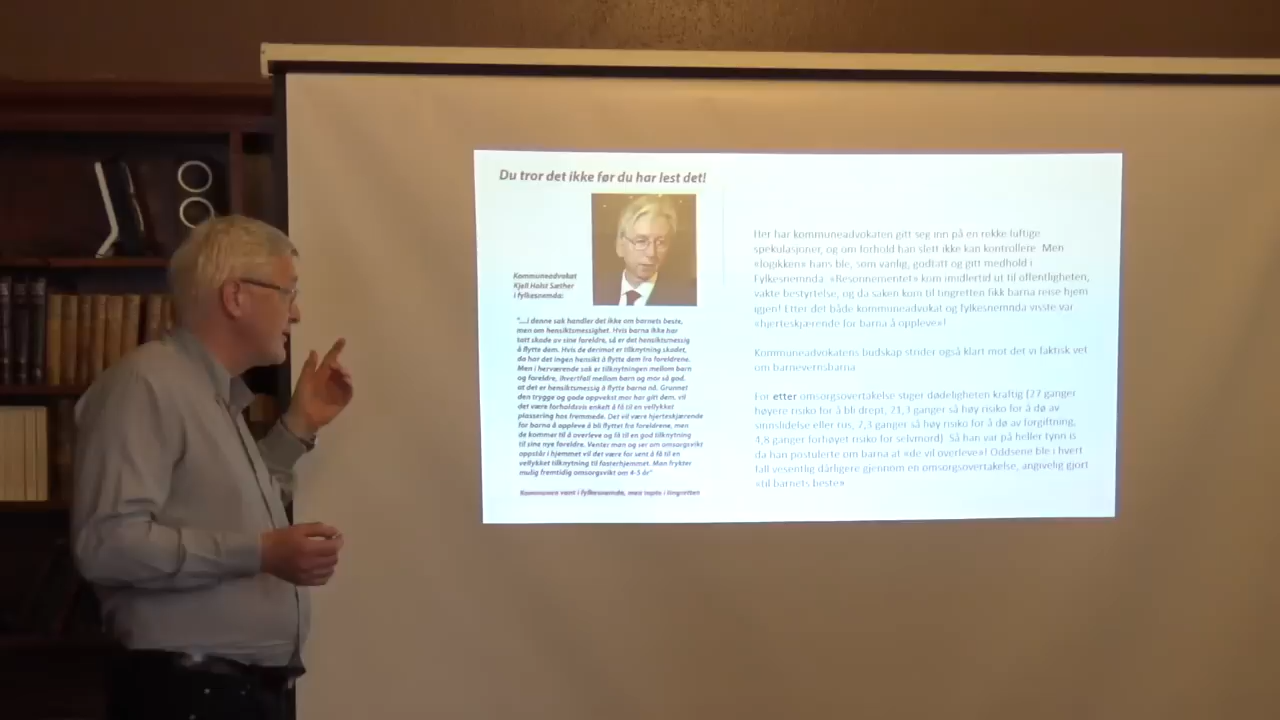 Du tror det ikke før du har lest det!
Kommuneadvokat
Kjell Holst Sæther
i fylkesnemda:
"...i denne sak handler det ikke om barnets beste,
men om hensiktsmessighet. Hvis barna ikke har
tatt skade av sine foreldre, så er det hensiktsmessig
å flytte dem. Hvis de derimot er tilknytning skadet,
da har det ingen hensikt å flytte dem fra foreldrene.
Men i herværende sak er tilknytningen mellom barn
og foreldre, ihvertfall mellom barn og mor så god,
at det er hensiktsmessig å flytte barna nå. Grunnet
den trygge og gode oppvekst mor har gitt dem, vil
det være forholdsvis enkelt å få til en vellykket
plassering hos fremmede. Det vil være hjerteskjærende
for barna å oppleve å bli flyttet fra foreldrene, men
de kommer til å overleve og få til en god tilknytning
til sine nye foreldre. Venter man og ser om omsorgsvikt
oppstår i hjemmet vil det være for sent å få til en
vellykket tilknytning til fosterhjemmet. Man frykter
mulig fremtidig omsorgsvikt om 4-5 år"
Kommunen vant i fylkesnemda, men tapte i tingretten
Her har kommuneadvokaten gitt seg inn på en rekke luftige
spekulasjoner, og om forhold han slett ikke kan kontrollere. Men
«logikken» hans ble, som vanlig, godtatt og gitt medhold i
Fylkesnemnda. «Resonnementet» kom imidlertid ut til offentligheten,
vakte bestyrtelse, og da saken kom til tingretten fikk barna reise hjem
igjen! Etter det både kommuneadvokat og fylkesnemnda visste var
«hjerteskjærende for barna å oppleve»!
Kommuneadvokatens budskap strider også klart mot det vi faktisk vet
om barnevernsbarna
For etter omsorgsovertakelse stiger dødeligheten kraftig (27 ganger
høyere risiko for å bli drept, 21,3 ganger så høy risiko for å dø av
sinnslidelse eller rus, 2,3 ganger så høy risiko for å dø av forgiftning,
4,8 ganger forhøyet risiko for selvmord). Så han var på heller tynn is
da han postulerte om barna at «de vil overleve»! Oddsene ble i hvert
fall vesentlig dårligere gjennom en omsorgsovertakelse, angivelig gjort
«til barnets beste»